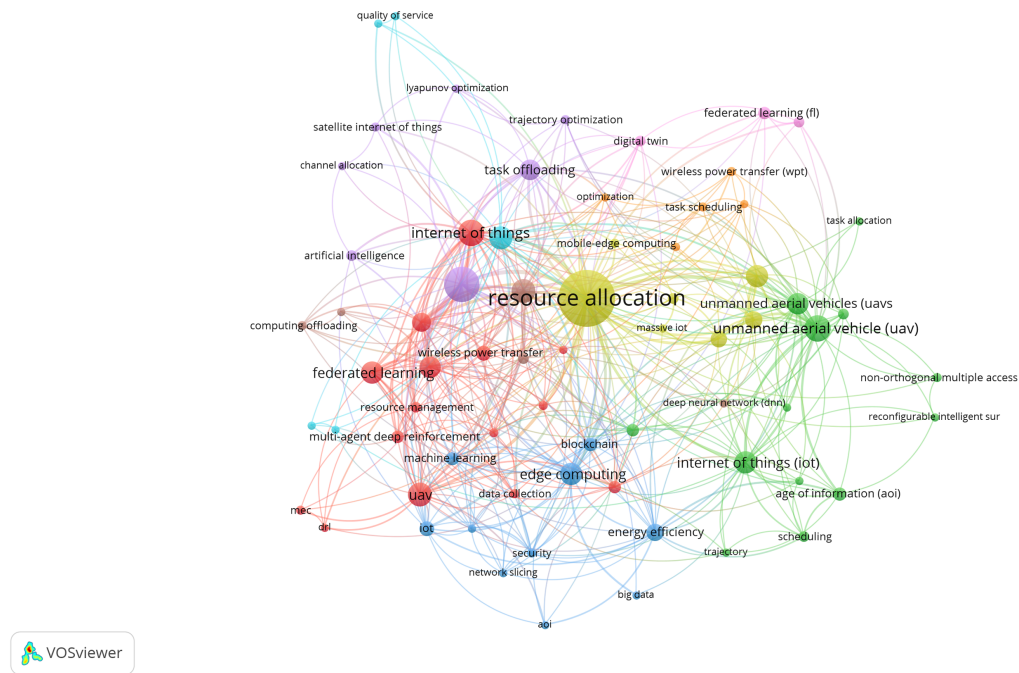 quality of service
lyapunov optimization
federated learning (fl)
trajectory optimization
satellite internet of things
digital twin
channel allocation
task offloading
wireless power transfer (wpt)
optimization
task scheduling
task allocation
internet of things
mobile-edge computing
artificial intelligence
resource allocation
unmanned aerial vehicles (uavs
computing offloading
massive iot
unmanned aerial vehicle (uav)
wireless power transfer
federated learning
non-orthogonal multiple access
resource management
deep neural network (dnn)
reconfigurable intelligent sur
multi-agent deep reinforcement
blockchain
machine learning
internet of things (iot)
edge computing
uav
data collection
age of information (aoi)
mec
drl
iot
energy efficiency
scheduling
security
trajectory
network slicing
big data
aoi
VOSviewer